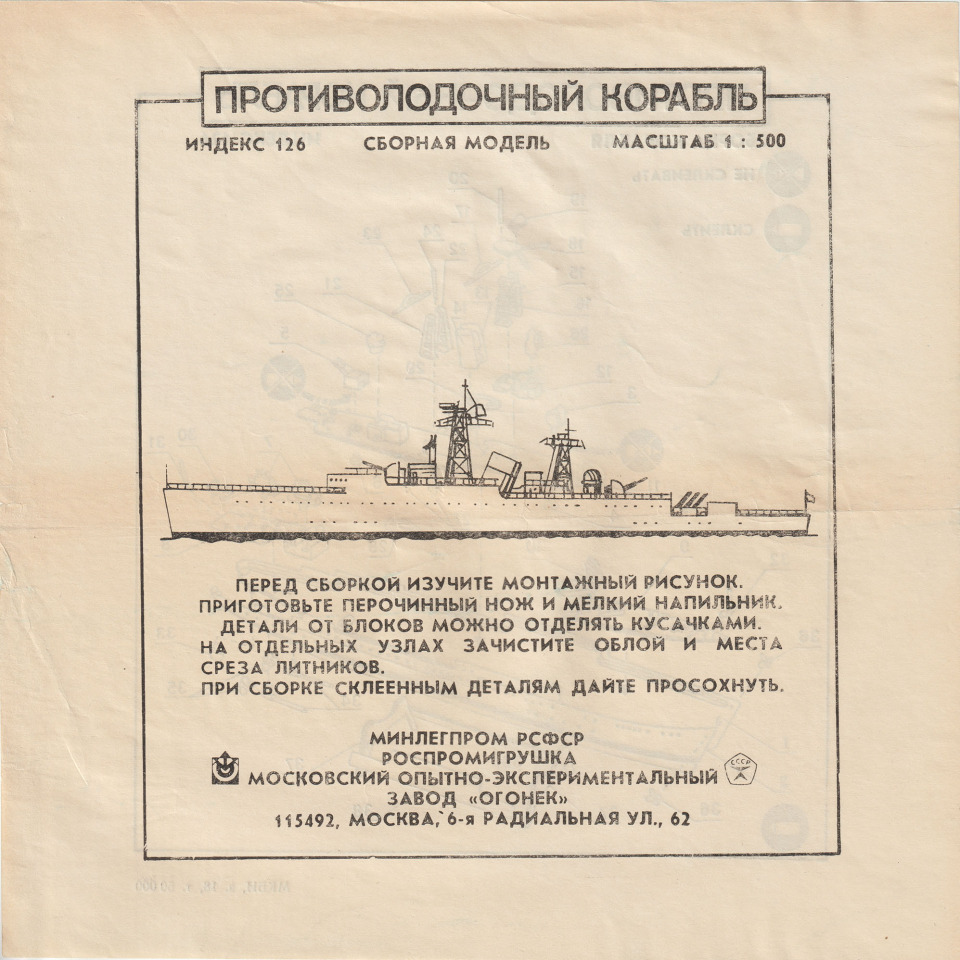 ПРОТИВОЛОДОЧНЫЙ КОРАБЛЬ
ИНДЕКС 126 СБОРНАЯ МОДЕЛЬ МАСШТАБ 1 : 500
ПЕРЕД СБОРКОЙ ИЗУЧИТЕ МОНТАЖНЫЙ РИСУНОК.
ПРИГОТОВЬТЕ ПЕРОЧИННЫЙ НОЖ И МЕЛКИЙ НАПИЛЬНИК.
ДЕТАЛИ ОТ БЛОКОВ МОЖНО ОТДЕЛЯТЬ КУСАЧКАМИ.
НА ОТДЕЛЬНЫХ УЗЛАХ ЗАЧИСТИТЕ ОБЛОЙ И МЕСТА
СРЕЗА ЛИТНИКОВ.
ПРИ СБОРКЕ СКЛЕЕННЫМ ДЕТАЛЯМ ДАЙТЕ ПРОСОХНУТЬ.
МИНЛЕГПРОМ РСФСР
РОСПРОМИГРУШКА
МОСКОВСКИЙ ОПЫТНО-ЭКСПЕРИМЕНТАЛЬНЫЙ
СССР
ЗАВОД «ОГОНЕК»
115492, МОСКВА, 6-я РАДИАЛЬНАЯ УЛ., 62